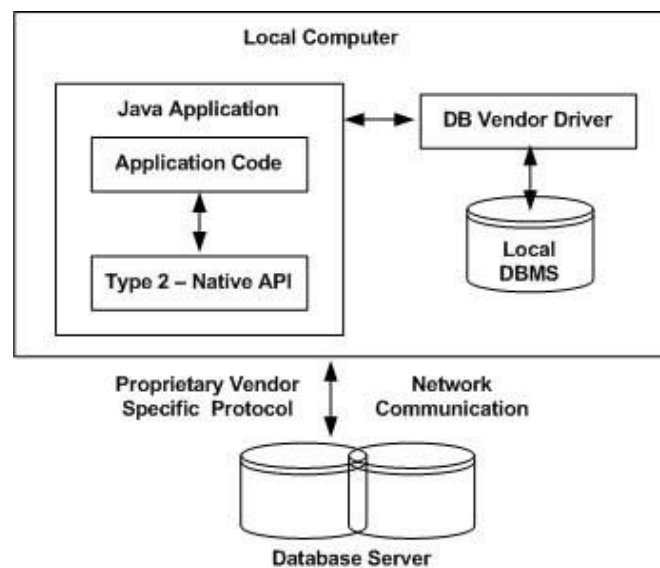 Local Computer
Java Application
Application Code
Type 2 – Native API
DB Vendor Driver
Local
DBMS
Proprietary Vendor
Specific Protocol
Network
Communication
Database Server